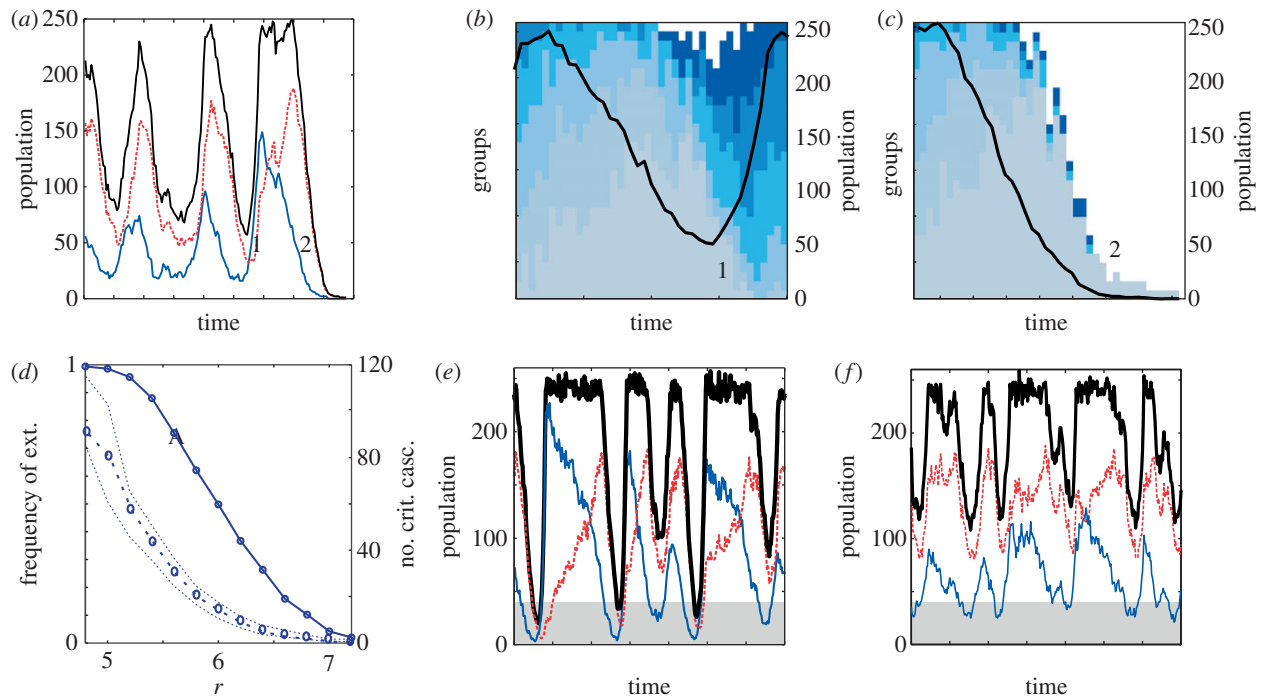 (a)
250
200
150
100
50
0
population
1
2
time
(b)
groups
1
250
200
150
100
50
0
population
time
(c)
groups
2
250
200
150
100
50
0
population
time
(d)
1
0
frequency of ext.
A
120
80
40
0
no. crit. casc.
5
6
7
r
(e)
200
100
0
population
time
(f)
200
100
0
population
time